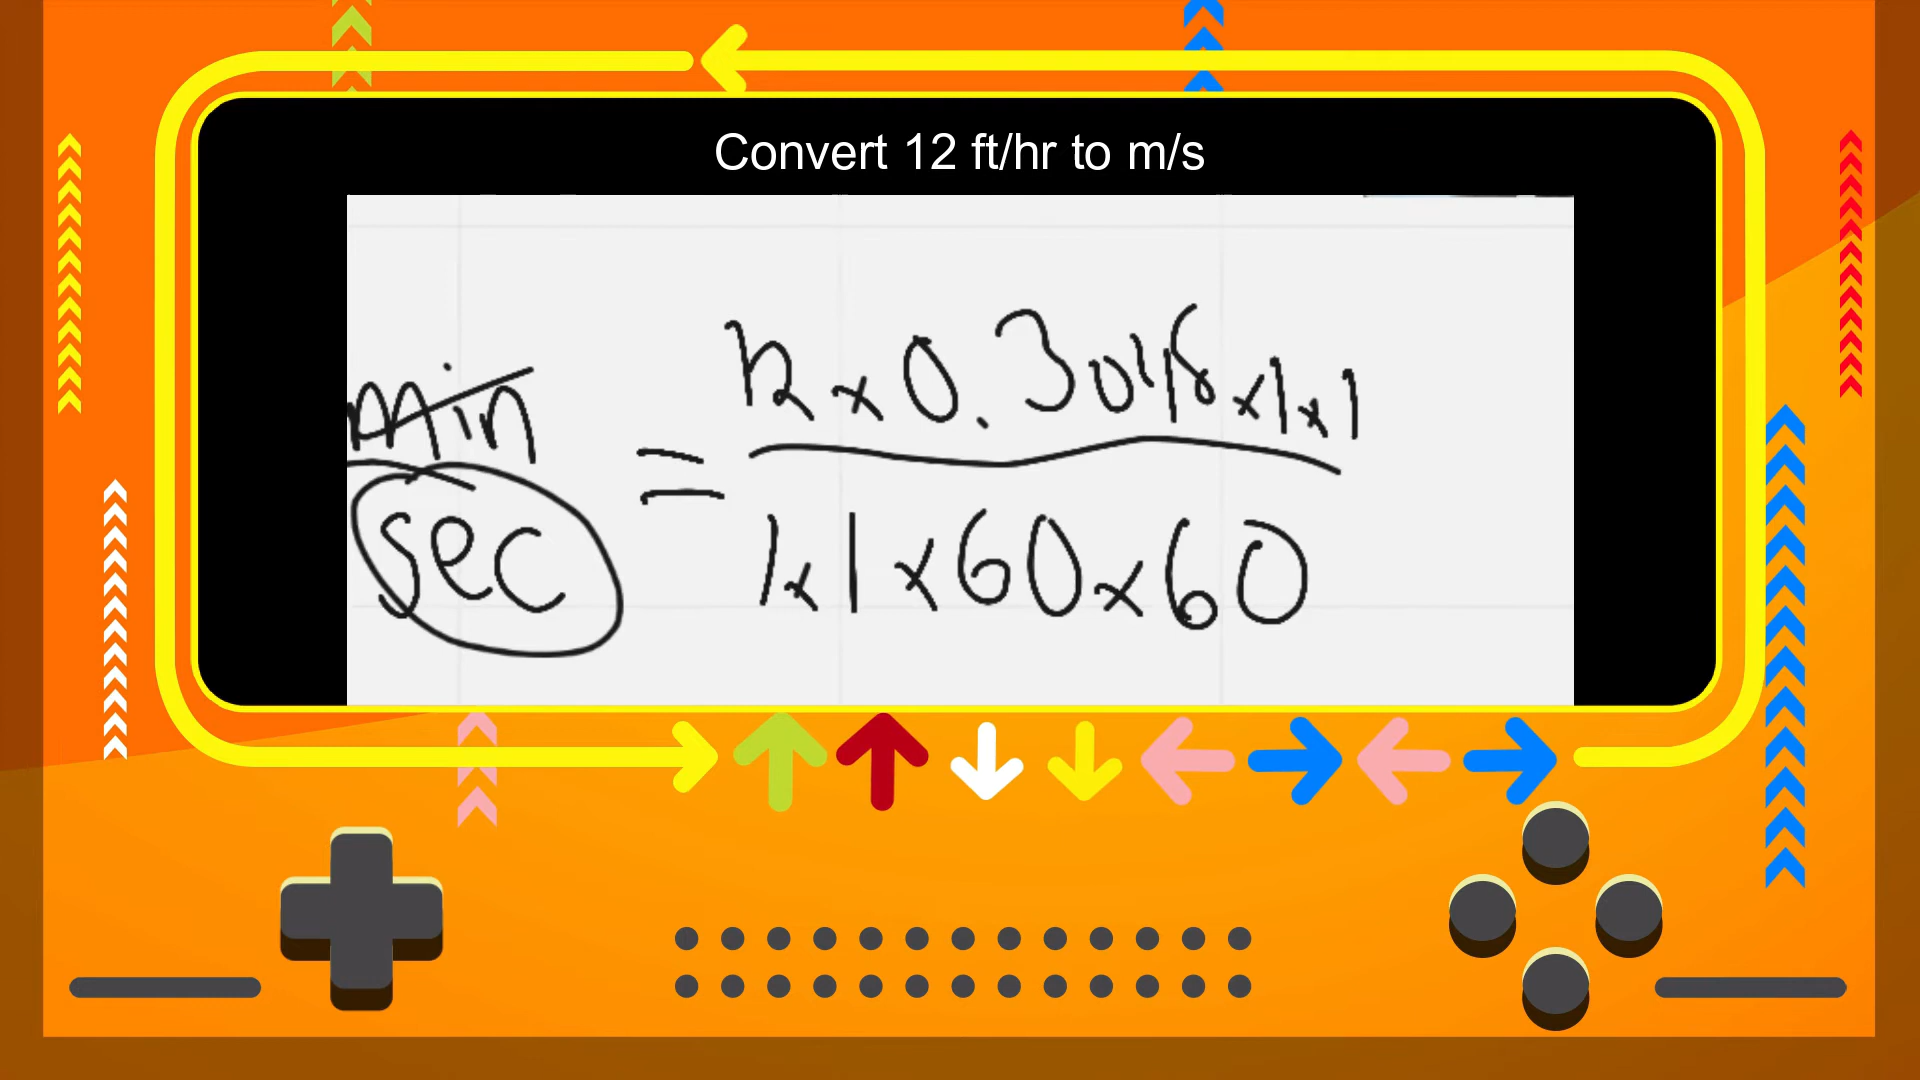 Convert 12 ft/hr to m/s
min
sec
= 12 x 0.3048 x 1 x 1
1 x 1 x 60 x 60